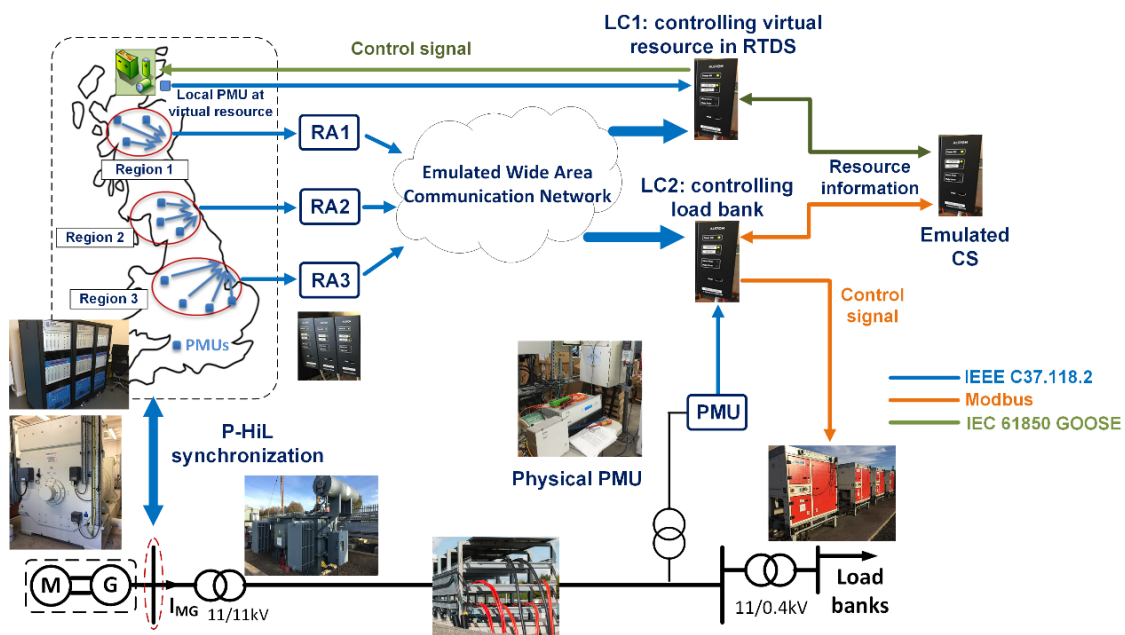 LC1: controlling virtual
resource in RTDS
Control signal
Local PMU at
virtual resource
RA1
Region 1
Emulated Wide Area
Communication Network
Resource
information
LC2: controlling
load bank
RA2
Region 2
Emulated
CS
RA3
Region 3
Control
signal
PMUs
IEEE C37.118.2
Modbus
IEC 61850 GOOSE
PMU
P-HiL
synchronization
Physical PMU
M
G
IMG
11/11kV
11/0.4kV
Load
banks